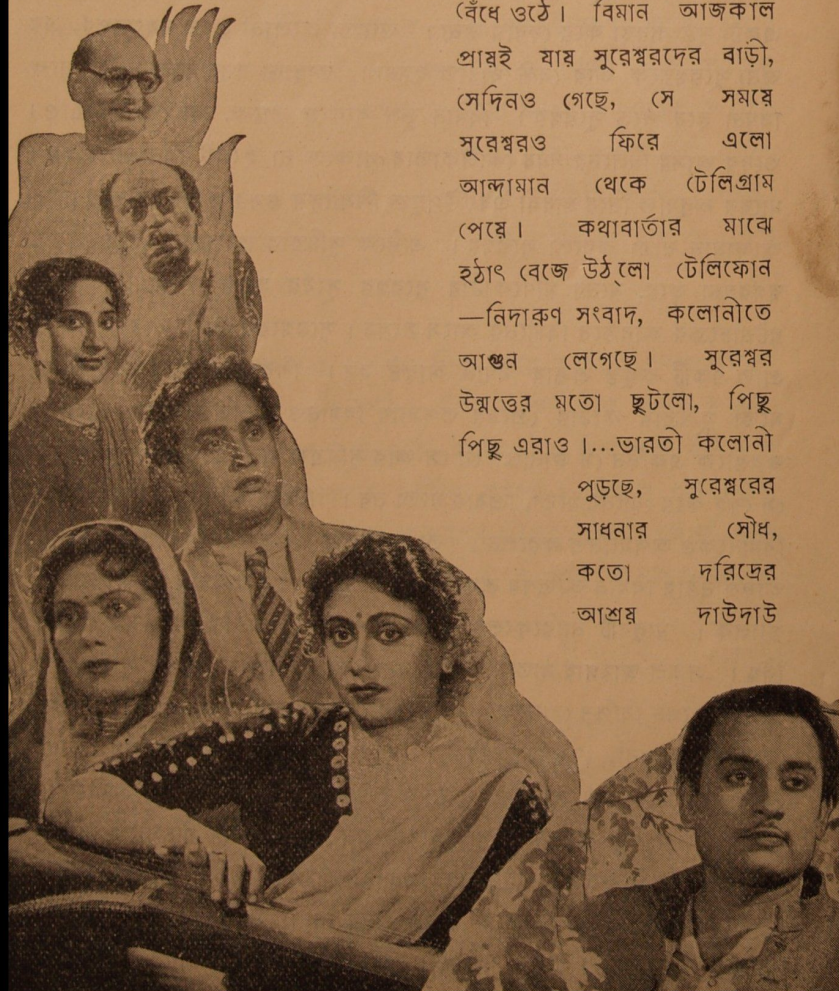 বেঁধে ওঠে। বিমান আজকাল
প্রায়ই যায় সুরেশ্বরদের বাড়ী,
সেদিনও গেছে, সে সময়ে
সুরেশ্বরও ফিরে এলো
আন্দামান থেকে টেলিগ্রাম
পেয়ে। কথাবার্তার মাঝে
হঠাৎ বেজে উঠ্‌লো টেলিফোন
—নিদারুণ সংবাদ, কলোনীতে
আগুন লেগেছে। সুরেশ্বর
উন্মত্তের মতো ছুটলো, পিছু
পিছু এরাও।...ভারতী কলোনী
পুড়ছে, সুরেশ্বরের
সাধনার সৌধ,
কতো দরিদ্রের
আশ্রয় দাউদাউ